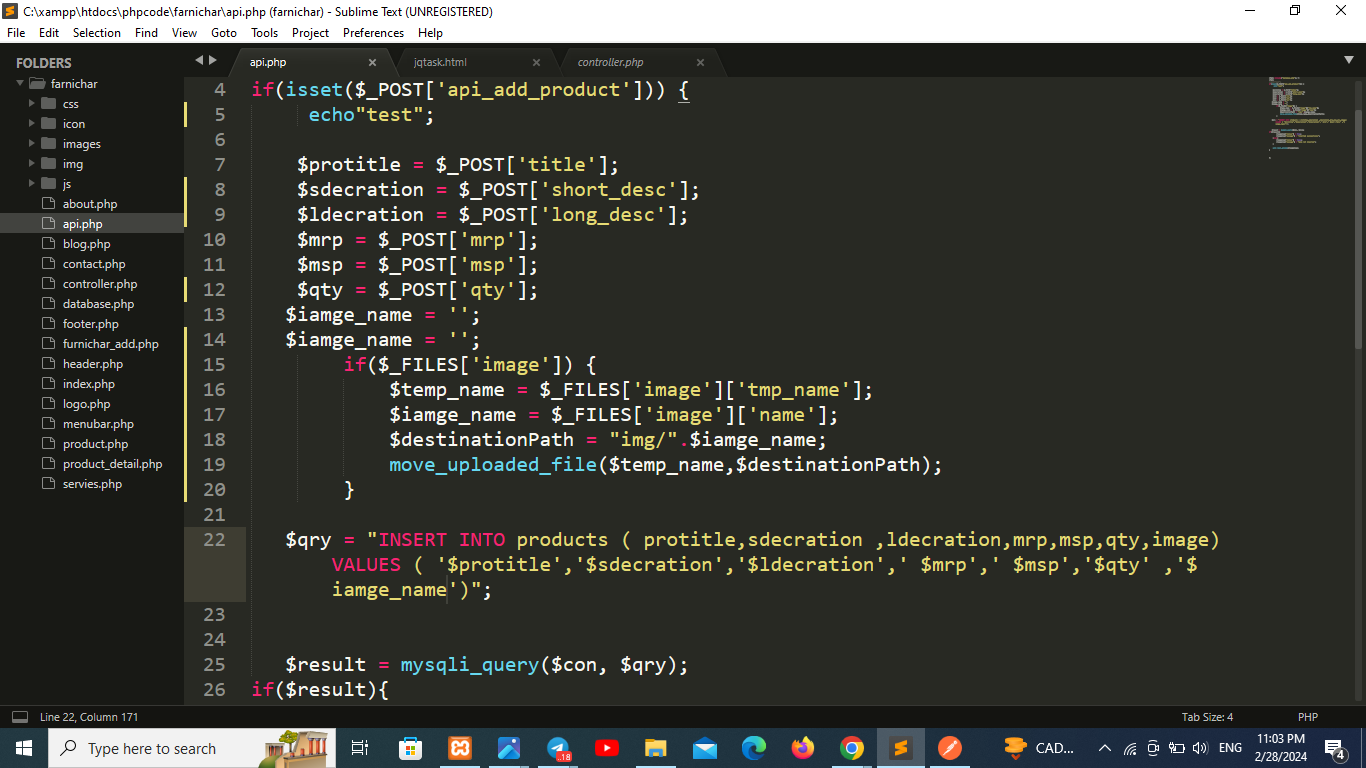 C:\xampp\htdocs\phpcode\farnichar\api.php (farnichar) - Sublime Text (UNREGISTERED)
File Edit Selection Find View Goto Tools Project Preferences Help
FOLDERS
farnichar
css
icon
images
img
js
about.php
api.php
blog.php
contact.php
controller.php
database.php
footer.php
furnichar_add.php
header.php
index.php
logo.php
menubar.php
product.php
product_detail.php
servies.php
api.php × jqtask.html × controller.php ×
4 if(isset($_POST['api_add_product'])) {
5 echo"test";
6
7 $protitle = $_POST['title'];
8 $sdecration = $_POST['short_desc'];
9 $ldecration = $_POST['long_desc'];
10 $mrp = $_POST['mrp'];
11 $msp = $_POST['msp'];
12 $qty = $_POST['qty'];
13 $iamge_name = '';
14 $iamge_name = '';
15 if($_FILES['image']) {
16 $temp_name = $_FILES['image']['tmp_name'];
17 $iamge_name = $_FILES['image']['name'];
18 $destinationPath = "img/".$iamge_name;
19 move_uploaded_file($temp_name,$destinationPath);
20 }
21
22 $qry = "INSERT INTO products ( protitle,sdecration ,ldecration,mrp,msp,qty,image)
VALUES ( '$protitle','$sdecration','$ldecration',' $mrp',' $msp','$qty' ,'$
iamge_name')";
23
24
25 $result = mysqli_query($con, $qry);
26 if($result){
Line 22, Column 171 Tab Size: 4 PHP
Type here to search .18 CAD... ENG 11:03 PM
2/28/2024 4